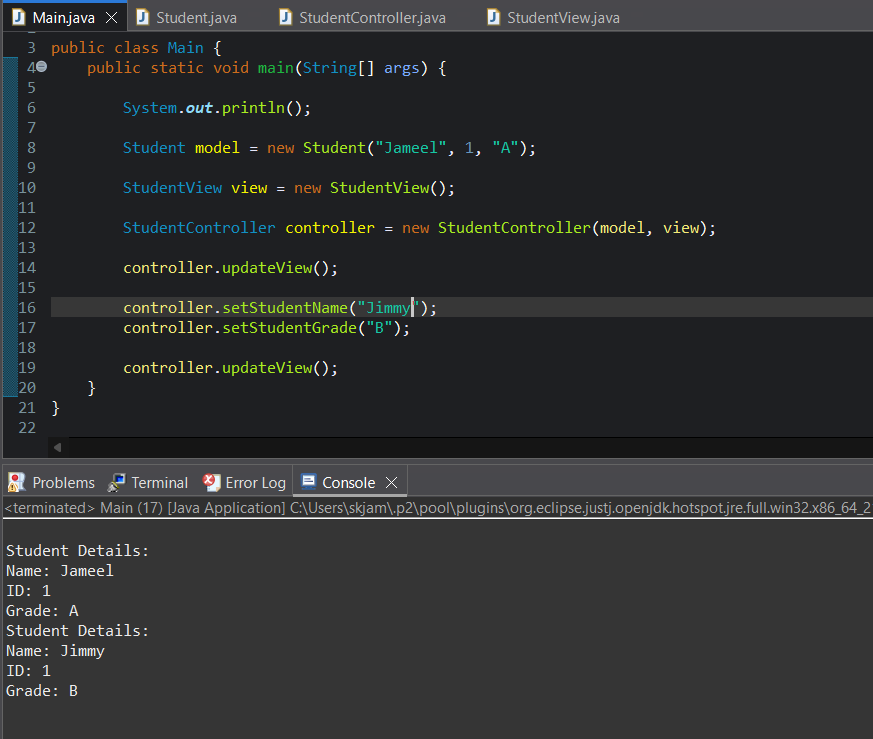 Main.java Student.java StudentController.java StudentView.java
3 public class Main {
4 public static void main(String[] args) {
5
6 System.out.println();
7
8 Student model = new Student("Jameel", 1, "A");
9
10 StudentView view = new StudentView();
11
12 StudentController controller = new StudentController(model, view);
13
14 controller.updateView();
15
16 controller.setStudentName("Jimmy");
17 controller.setStudentGrade("B");
18
19 controller.updateView();
20 }
21 }
22
Problems Terminal Error Log Console
<terminated> Main (17) [Java Application] C:\Users\skjam\.p2\pool\plugins\org.eclipse.justj.openjdk.hotspot.jre.full.win32.x86_64_2
Student Details:
Name: Jameel
ID: 1
Grade: A
Student Details:
Name: Jimmy
ID: 1
Grade: B